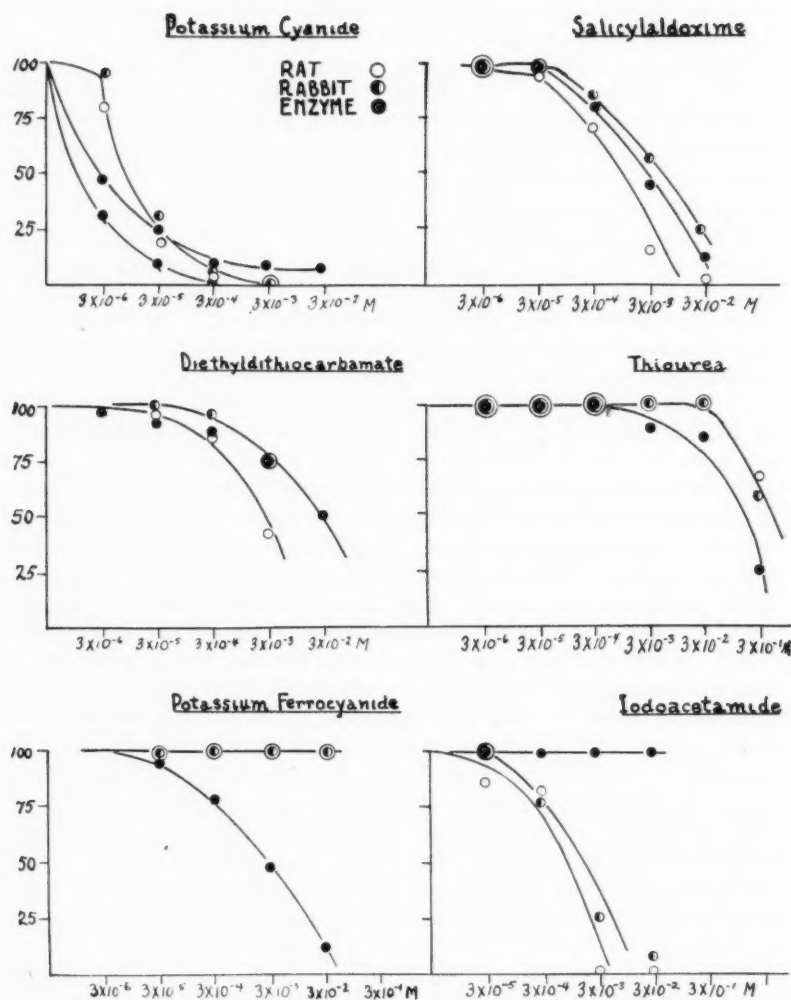 Potassium Cyanide
Salicylaldoxime
100
75
50
25
RAT
RABBIT
ENZYME
3X10⁻⁶ 3X10⁻⁵ 3X10⁻⁴ 3X10⁻³ 3X10⁻² M
3X10⁻⁶ 3X10⁻⁵ 3X10⁻⁴ 3X10⁻³ 3X10⁻² M
Diethyldithiocarbamate
Thiourea
100
75
50
25
3X10⁻⁶ 3X10⁻⁵ 3X10⁻⁴ 3X10⁻³ 3X10⁻² M
3X10⁻⁶ 3X10⁻⁵ 3X10⁻⁴ 3X10⁻³ 3X10⁻² 3X10⁻¹M
Potassium Ferrocyanide
Iodoacetamide
100
75
50
25
3X10⁻⁶ 3X10⁻⁵ 3X10⁻⁴ 3X10⁻³ 3X10⁻² 3X10⁻¹ M
3X10⁻⁵ 3X10⁻⁴ 3X10⁻³ 3X10⁻² 3X10⁻¹ M